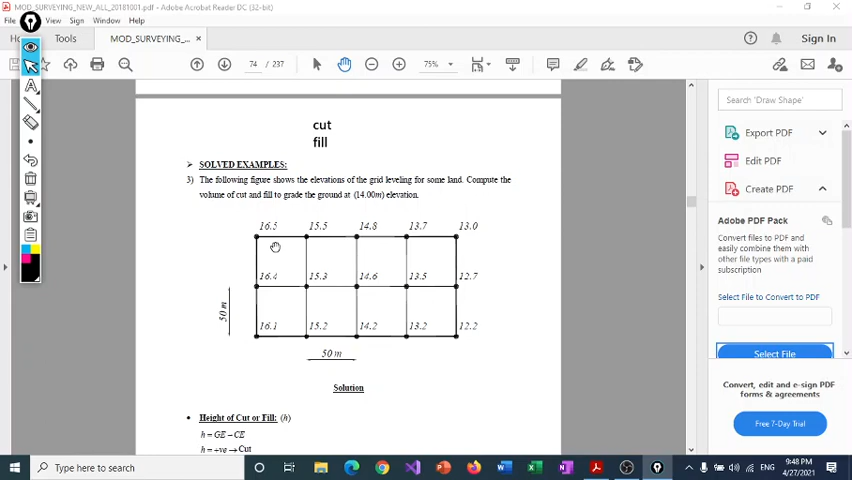 MOD_SURVEYING_NEW_ALL_20181001.pdf - Adobe Acrobat Reader DC (32-bit)
View Sign Window Help
Tools
MOD_SURVEYING_... ×
Sign In
74 / 237
75%
cut
fill
➤ SOLVED EXAMPLES:
3) The following figure shows the elevations of the grid leveling for some land. Compute the
volume of cut and fill to grade the ground at (14.00m) elevation.
16.5 15.5 14.8 13.7 13.0
16.4 15.3 14.6 13.5 12.7
50 m
16.1 15.2 14.2 13.2 12.2
50 m
Solution
• Height of Cut or Fill: (h)
h = GE – CE
h = +ve → Cut
Search 'Draw Shape'
Export PDF
Edit PDF
Create PDF
Adobe PDF Pack
Convert files to PDF and
easily combine them with
other file types with a paid
subscription
Select File to Convert to PDF
Select File
Convert, edit and e-sign PDF
forms & agreements
Free 7-Day Trial
Type here to search
ENG
9:48 PM
4/27/2021